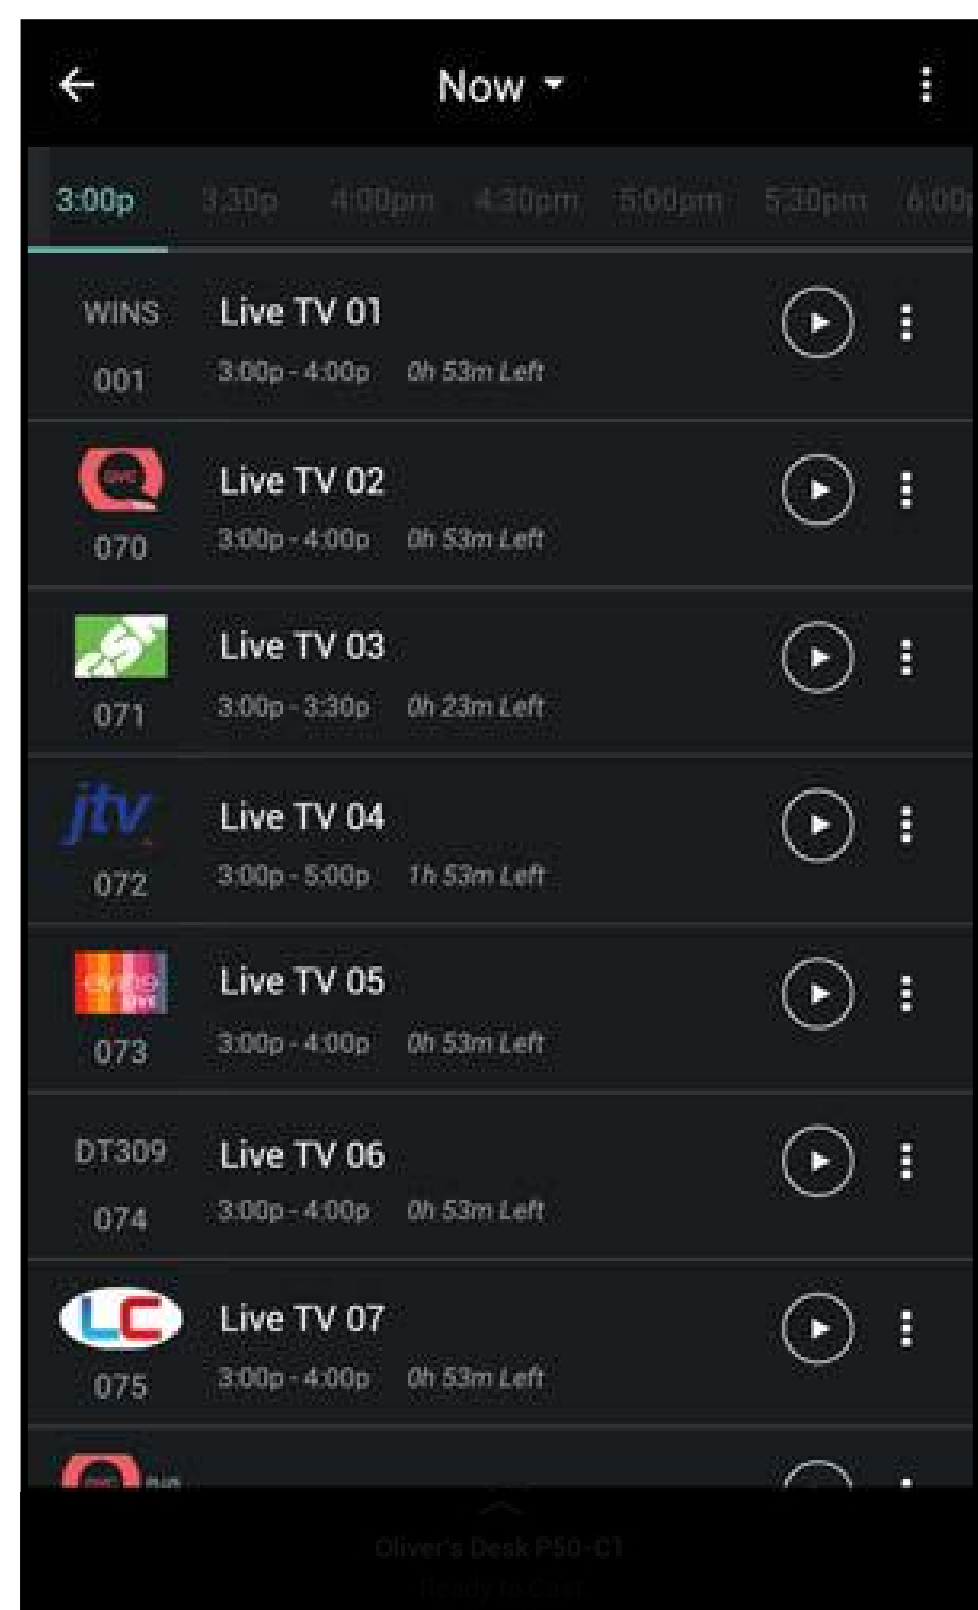 Now
3:00p 3:30p 4:00pm 4:30pm 5:00pm 5:30pm 6:00
WINS
Live TV 01
001
3:00p - 4:00p 0h 53m Left
QVC
Live TV 02
070
3:00p - 4:00p 0h 53m Left
Live TV 03
071
3:00p - 3:30p 0h 23m Left
jtv
Live TV 04
072
3:00p - 5:00p 1h 53m Left
Live TV 05
073
3:00p - 4:00p 0h 53m Left
DT309
Live TV 06
074
3:00p - 4:00p 0h 53m Left
LC
Live TV 07
075
3:00p - 4:00p 0h 53m Left
Oliver's Desk P50-C1
Ready to Cast